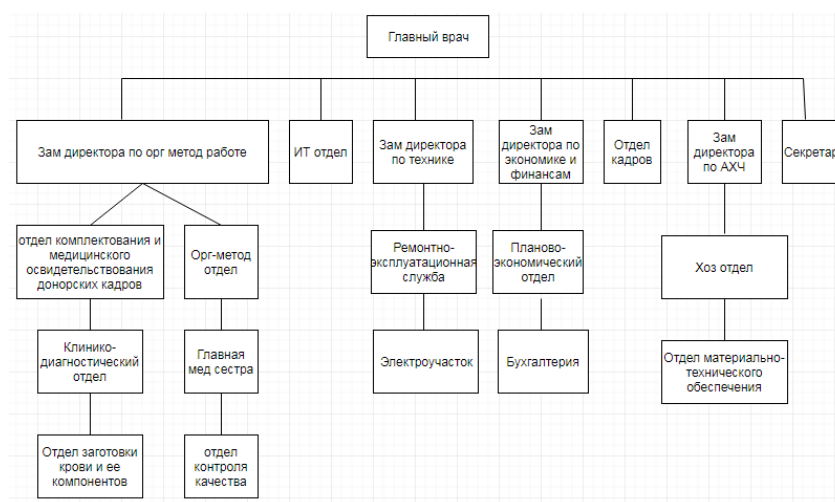 Главный врач
Зам директора по орг метод работе
ИТ отдел
Зам директора
по технике
Зам
директора по
экономике и
финансам
Отдел
кадров
Зам
директора
по АХЧ
Секретар
отдел комплектования и
медицинского
освидетельствования
донорских кадров
Орг-метод
отдел
Ремонтно-
эксплуатационная
служба
Планово-
экономический
отдел
Хоз отдел
Клинико-
диагностический
отдел
Главная
мед сестра
Электроучасток
Бухгалтерия
Отдел материально-
технического
обеспечения
Отдел заготовки
крови и ее
компонентов
отдел
контроля
качества